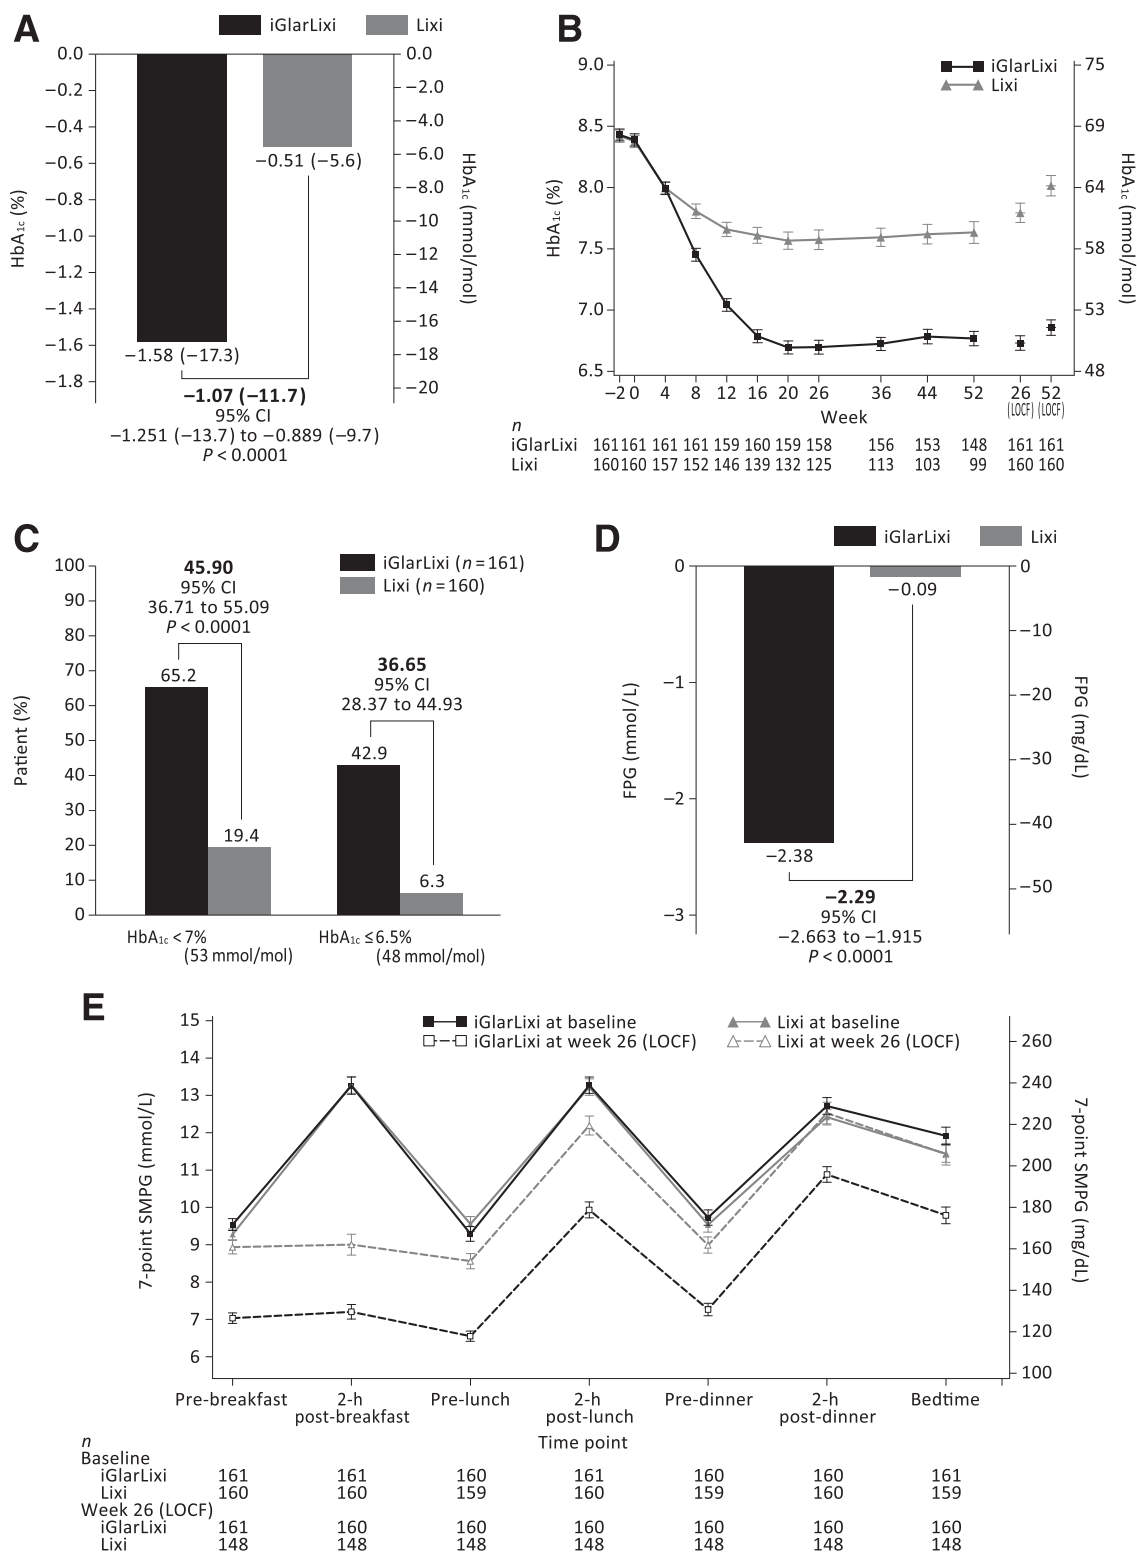 A
iGlarLixi
Lixi
0.0
−0.2
−0.4
−0.6
−0.8
−1.0
−1.2
−1.4
−1.6
−1.8
HbA1c (%)
0.0
−2.0
−4.0
−6.0
−8.0
−10
−12
−14
−16
−18
−20
HbA1c (mmol/mol)
−0.51 (−5.6)
−1.58 (−17.3)
−1.07 (−11.7)
95% CI
−1.251 (−13.7) to −0.889 (−9.7)
P < 0.0001
B
iGlarLixi
Lixi
9.0
8.5
8.0
7.5
7.0
6.5
HbA1c (%)
75
69
64
58
53
48
HbA1c (mmol/mol)
−2 0 4 8 12 16 20 26 36 44 52 26 52
(LOCF) (LOCF)
Week
n
iGlarLixi 161 161 161 161 159 160 159 158 156 153 148 161 161
Lixi 160 160 157 152 146 139 132 125 113 103 99 160 160
C
iGlarLixi (n=161)
Lixi (n=160)
100
90
80
70
60
50
40
30
20
10
0
Patient (%)
45.90
95% CI
36.71 to 55.09
P < 0.0001
65.2
19.4
36.65
95% CI
28.37 to 44.93
42.9
6.3
HbA1c <7%
(53 mmol/mol)
HbA1c ≤6.5%
(48 mmol/mol)
D
iGlarLixi
Lixi
0
−1
−2
−3
FPG (mmol/L)
0
−10
−20
−30
−40
−50
FPG (mg/dL)
−0.09
−2.38
−2.29
95% CI
−2.663 to −1.915
P < 0.0001
E
iGlarLixi at baseline
Lixi at baseline
iGlarLixi at week 26 (LOCF)
Lixi at week 26 (LOCF)
15
14
13
12
11
10
9
8
7
6
7-point SMPG (mmol/L)
260
240
220
200
180
160
140
120
100
7-point SMPG (mg/dL)
Pre-breakfast 2-h Pre-lunch 2-h Pre-dinner 2-h Bedtime
post-breakfast post-lunch post-dinner
Time point
n
Baseline
iGlarLixi 161 161 160 161 160 160 161
Lixi 160 160 159 160 159 160 159
Week 26 (LOCF)
iGlarLixi 161 160 160 160 160 160 160
Lixi 148 148 148 148 148 148 148